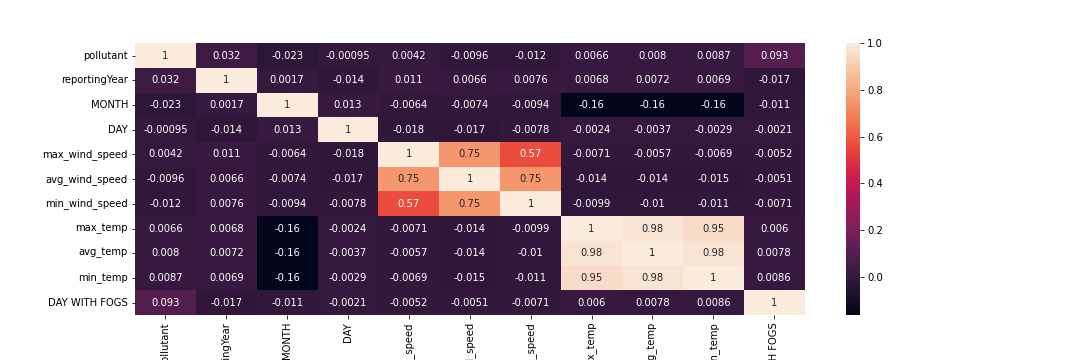 pollutant 1 0.032 -0.023 -0.00095 0.0042 -0.0096 -0.012 0.0066 0.008 0.0087 0.093
reportingYear 0.032 1 0.0017 -0.014 0.011 0.0066 0.0076 0.0068 0.0072 0.0069 -0.017
MONTH -0.023 0.0017 1 0.013 -0.0064 -0.0074 -0.0094 -0.16 -0.16 -0.16 -0.011
DAY -0.00095 -0.014 0.013 1 -0.018 -0.017 -0.0078 -0.0024 -0.0037 -0.0029 -0.0021
max_wind_speed 0.0042 0.011 -0.0064 -0.018 1 0.75 0.57 -0.0071 -0.0057 -0.0069 -0.0052
avg_wind_speed -0.0096 0.0066 -0.0074 -0.017 0.75 1 0.75 -0.014 -0.014 -0.015 -0.0051
min_wind_speed -0.012 0.0076 -0.0094 -0.0078 0.57 0.75 1 -0.0099 -0.01 -0.011 -0.0071
max_temp 0.0066 0.0068 -0.16 -0.0024 -0.0071 -0.014 -0.0099 1 0.98 0.95 0.006
avg_temp 0.008 0.0072 -0.16 -0.0037 -0.0057 -0.014 -0.01 0.98 1 0.98 0.0078
min_temp 0.0087 0.0069 -0.16 -0.0029 -0.0069 -0.015 -0.011 0.95 0.98 1 0.0086
DAY WITH FOGS 0.093 -0.017 -0.011 -0.0021 -0.0052 -0.0051 -0.0071 0.006 0.0078 0.0086 1
ollutant
ingYear
MONTH
DAY
_speed
_speed
_speed
x_temp
g_temp
n_temp
H FOGS
1.0
0.8
0.6
0.4
0.2
0.0